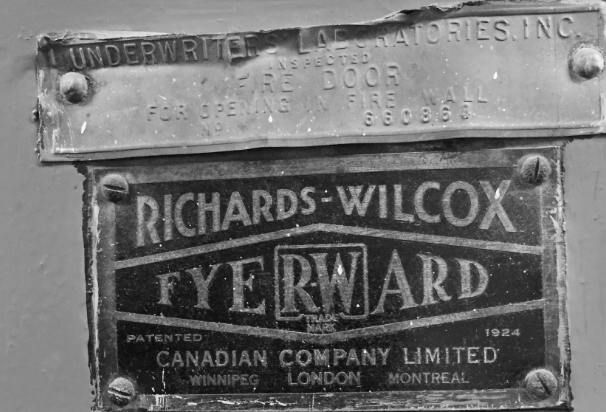 UNDERWRITERS LABORATORIES, INC.
INSPECTED
FIRE DOOR
FOR OPENING IN FIRE WALL
No 660863
RICHARDS-WILCOX
FYER-WARD
TRADE
MARK
PATENTED 1924
CANADIAN COMPANY LIMITED
WINNIPEG LONDON MONTREAL